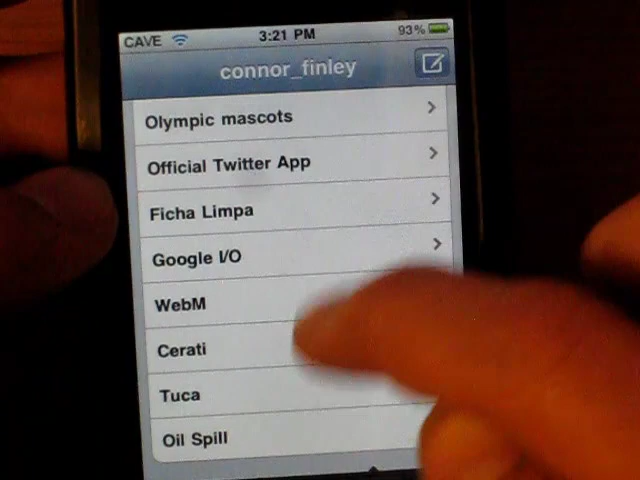 CAVE 3:21 PM 93%
connor_finley
Olympic mascots
Official Twitter App
Ficha Limpa
Google I/O
WebM
Cerati
Tuca
Oil Spill